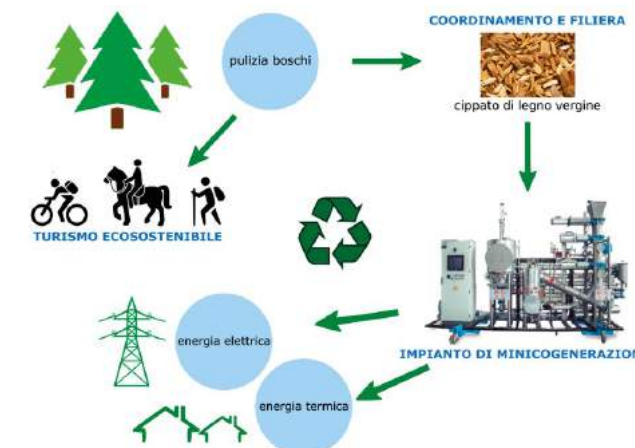 COORDINAMENTO E FILIERA
pulizia boschi
cippato di legno vergine
TURISMO ECOSOSTENIBILE
energia elettrica
IMPIANTO DI MINICOGENERAZION
energia termica